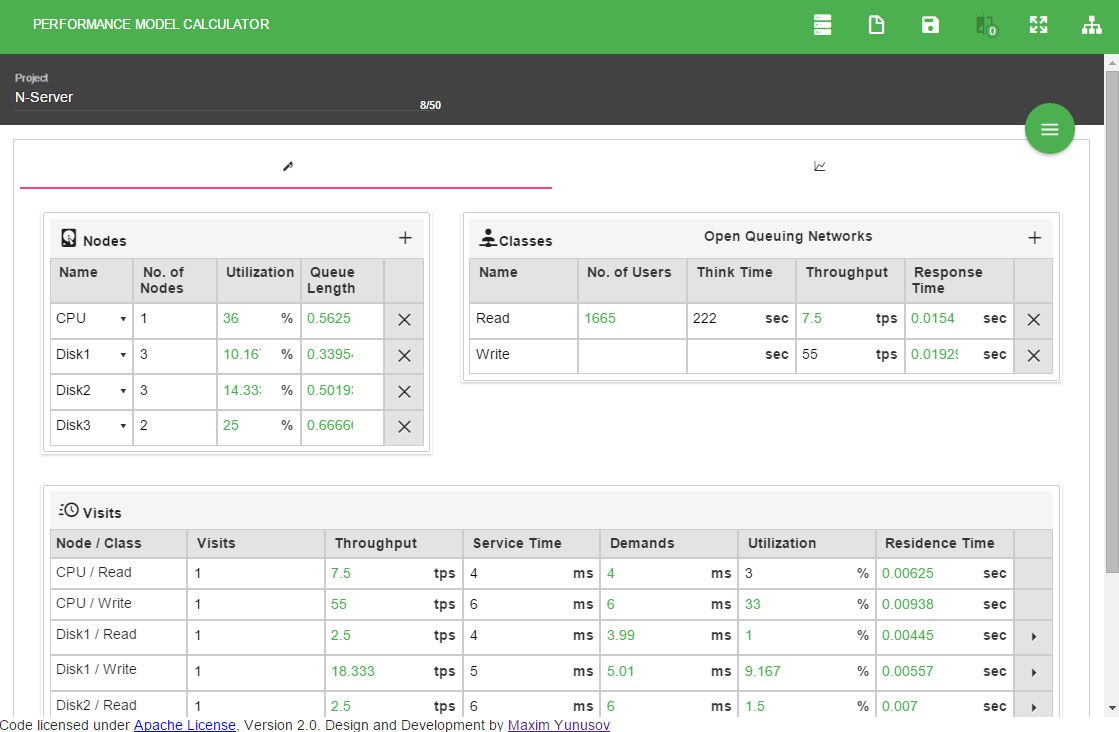 PERFORMANCE MODEL CALCULATOR
0
Project
N-Server
8/50
Nodes
Name No. of Nodes Utilization Queue Length
CPU 1 36 % 0.5625
Disk1 3 10.16 % 0.3395
Disk2 3 14.33 % 0.5019
Disk3 2 25 % 0.6666
Classes Open Queuing Networks
Name No. of Users Think Time Throughput Response Time
Read 1665 222 sec 7.5 tps 0.0154 sec
Write sec 55 tps 0.01929 sec
Visits
Node / Class Visits Throughput Service Time Demands Utilization Residence Time
CPU / Read 1 7.5 tps 4 ms 4 ms 3 % 0.00625 sec
CPU / Write 1 55 tps 6 ms 6 ms 33 % 0.00938 sec
Disk1 / Read 1 2.5 tps 4 ms 3.99 ms 1 % 0.00445 sec
Disk1 / Write 1 18.333 tps 5 ms 5.01 ms 9.167 % 0.00557 sec
Disk2 / Read 1 2.5 tps 6 ms 6 ms 1.5 % 0.007 sec
Code licensed under Apache License, Version 2.0. Design and Development by Maxim Yunusov